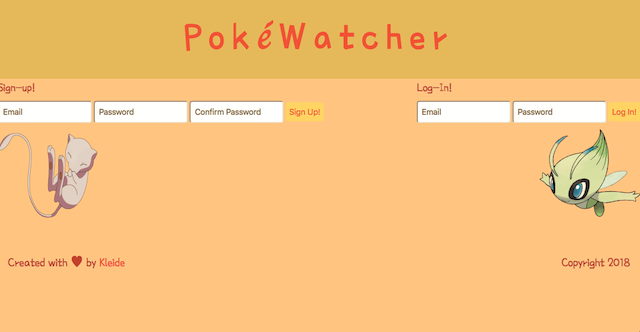 PokéWatcher
Sign-up!
Log-In!
Email Password Confirm Password Sign Up!
Email Password Log In!
Created with ♥ by Kleide
Copyright 2018